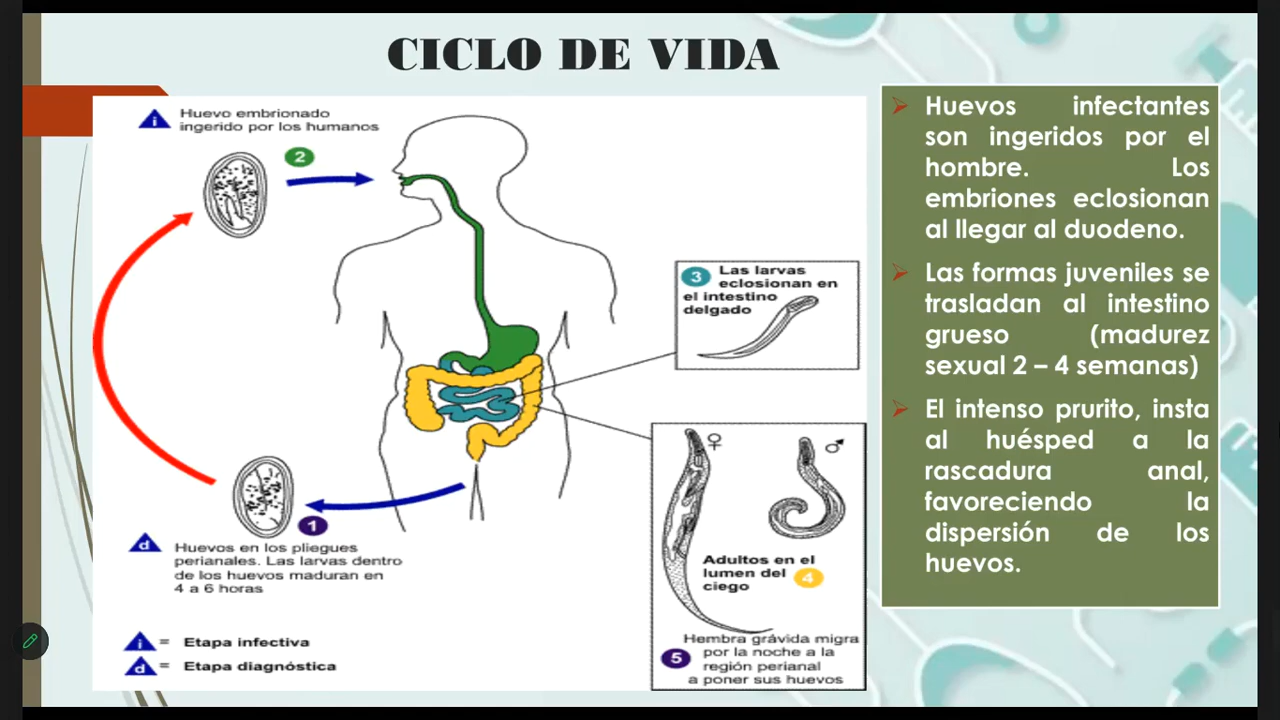 CICLO DE VIDA
i
Huevo embrionado
ingerido por los humanos
2
3
Las larvas
eclosionan en
el intestino
delgado
1
d
Huevos en los pliegues
perianales. Las larvas dentro
de los huevos maduran en
4 a 6 horas
♀
♂
Adultos en el
lumen del
ciego
4
Hembra grávida migra
5
por la noche a la
región perianal
a poner sus huevos
i = Etapa infectiva
d = Etapa diagnóstica
Huevos infectantes
son ingeridos por el
hombre. Los
embriones eclosionan
al llegar al duodeno.
Las formas juveniles se
trasladan al intestino
grueso (madurez
sexual 2 – 4 semanas)
El intenso prurito, insta
al huésped a la
rascadura anal,
favoreciendo la
dispersión de los
huevos.